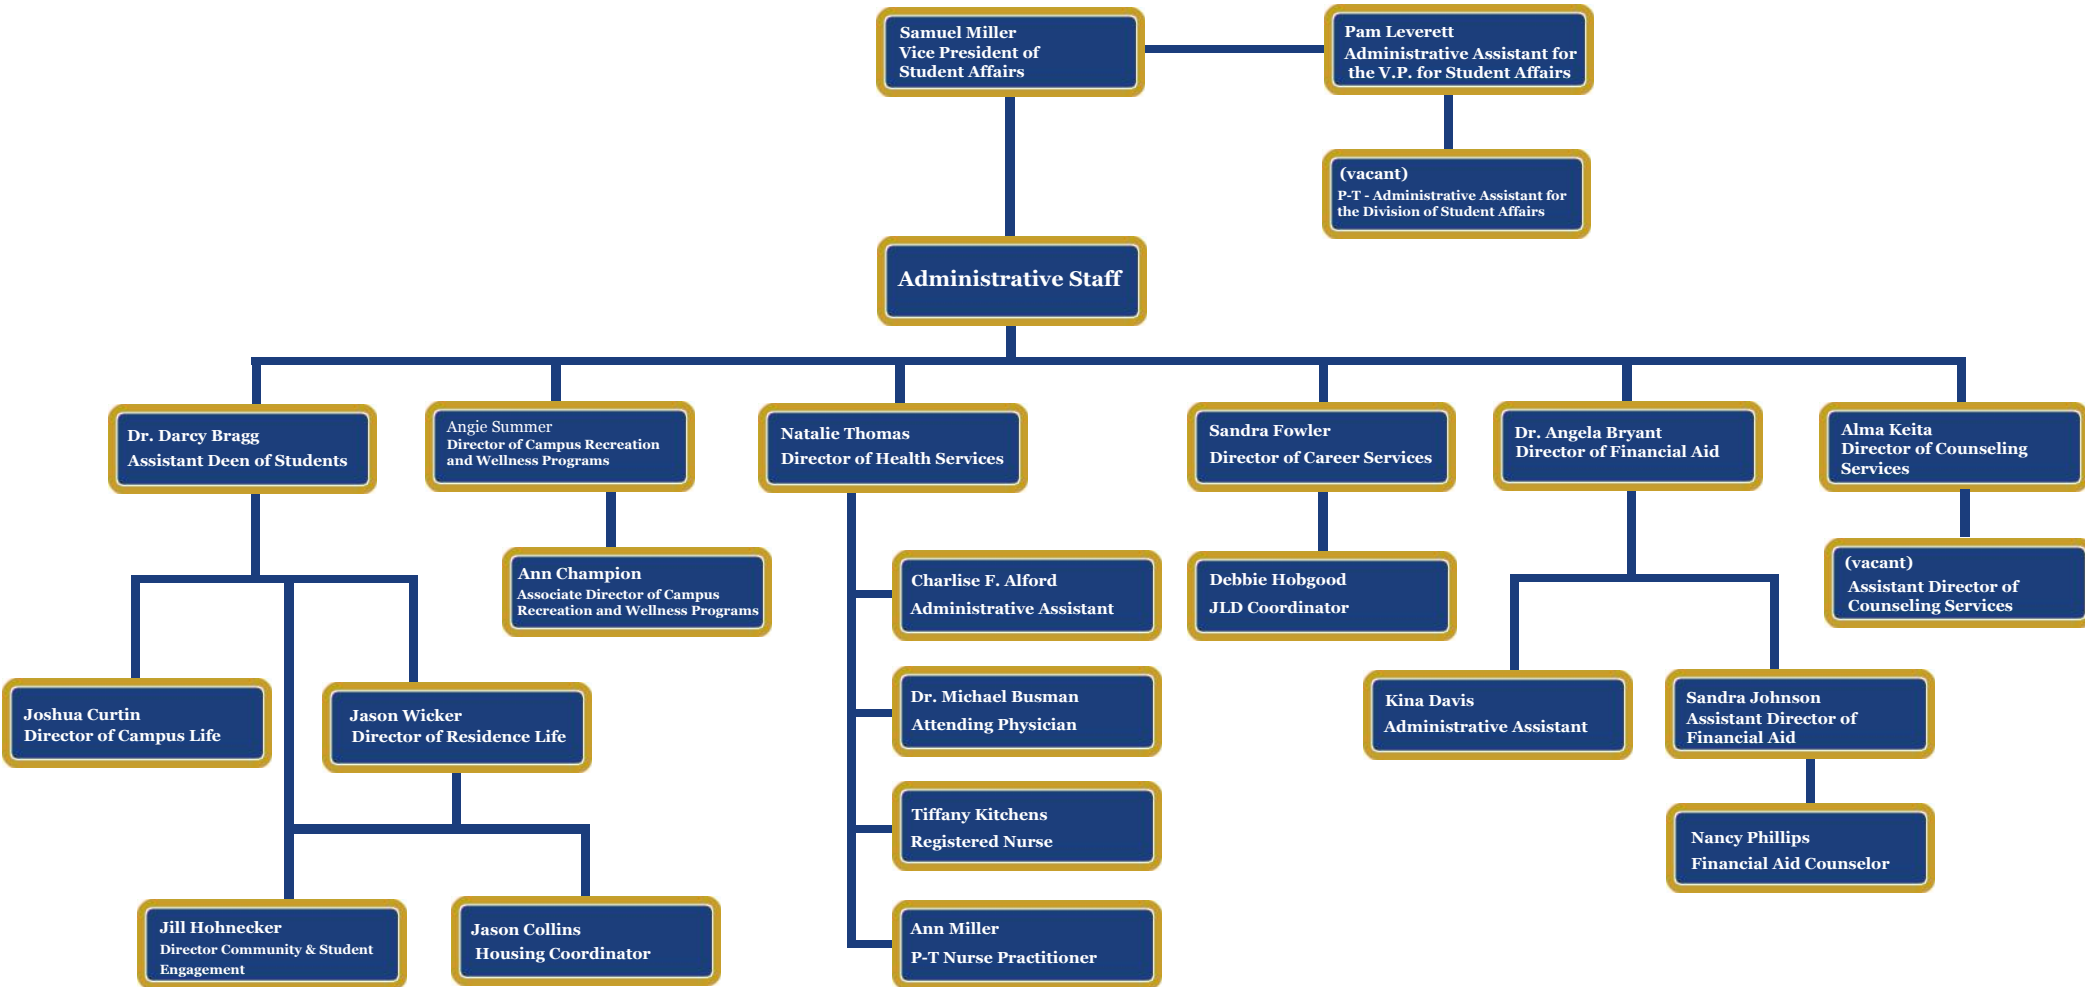 Samuel Miller
Vice President of
Student Affairs
Pam Leverett
Administrative Assistant for
the V.P. for Student Affairs
(vacant)
P-T - Administrative Assistant for
the Division of Student Affairs
Administrative Staff
Dr. Darcy Bragg
Assistant Deen of Students
Angie Summer
Director of Campus Recreation
and Wellness Programs
Natalie Thomas
Director of Health Services
Sandra Fowler
Director of Career Services
Dr. Angela Bryant
Director of Financial Aid
Alma Keita
Director of Counseling
Services
Ann Champion
Associate Director of Campus
Recreation and Wellness Programs
Charlise F. Alford
Administrative Assistant
Debbie Hobgood
JLD Coordinator
(vacant)
Assistant Director of
Counseling Services
Joshua Curtin
Director of Campus Life
Jason Wicker
Director of Residence Life
Dr. Michael Busman
Attending Physician
Kina Davis
Administrative Assistant
Sandra Johnson
Assistant Director of
Financial Aid
Tiffany Kitchens
Registered Nurse
Nancy Phillips
Financial Aid Counselor
Jill Hohnecker
Director Community & Student
Engagement
Jason Collins
Housing Coordinator
Ann Miller
P-T Nurse Practitioner